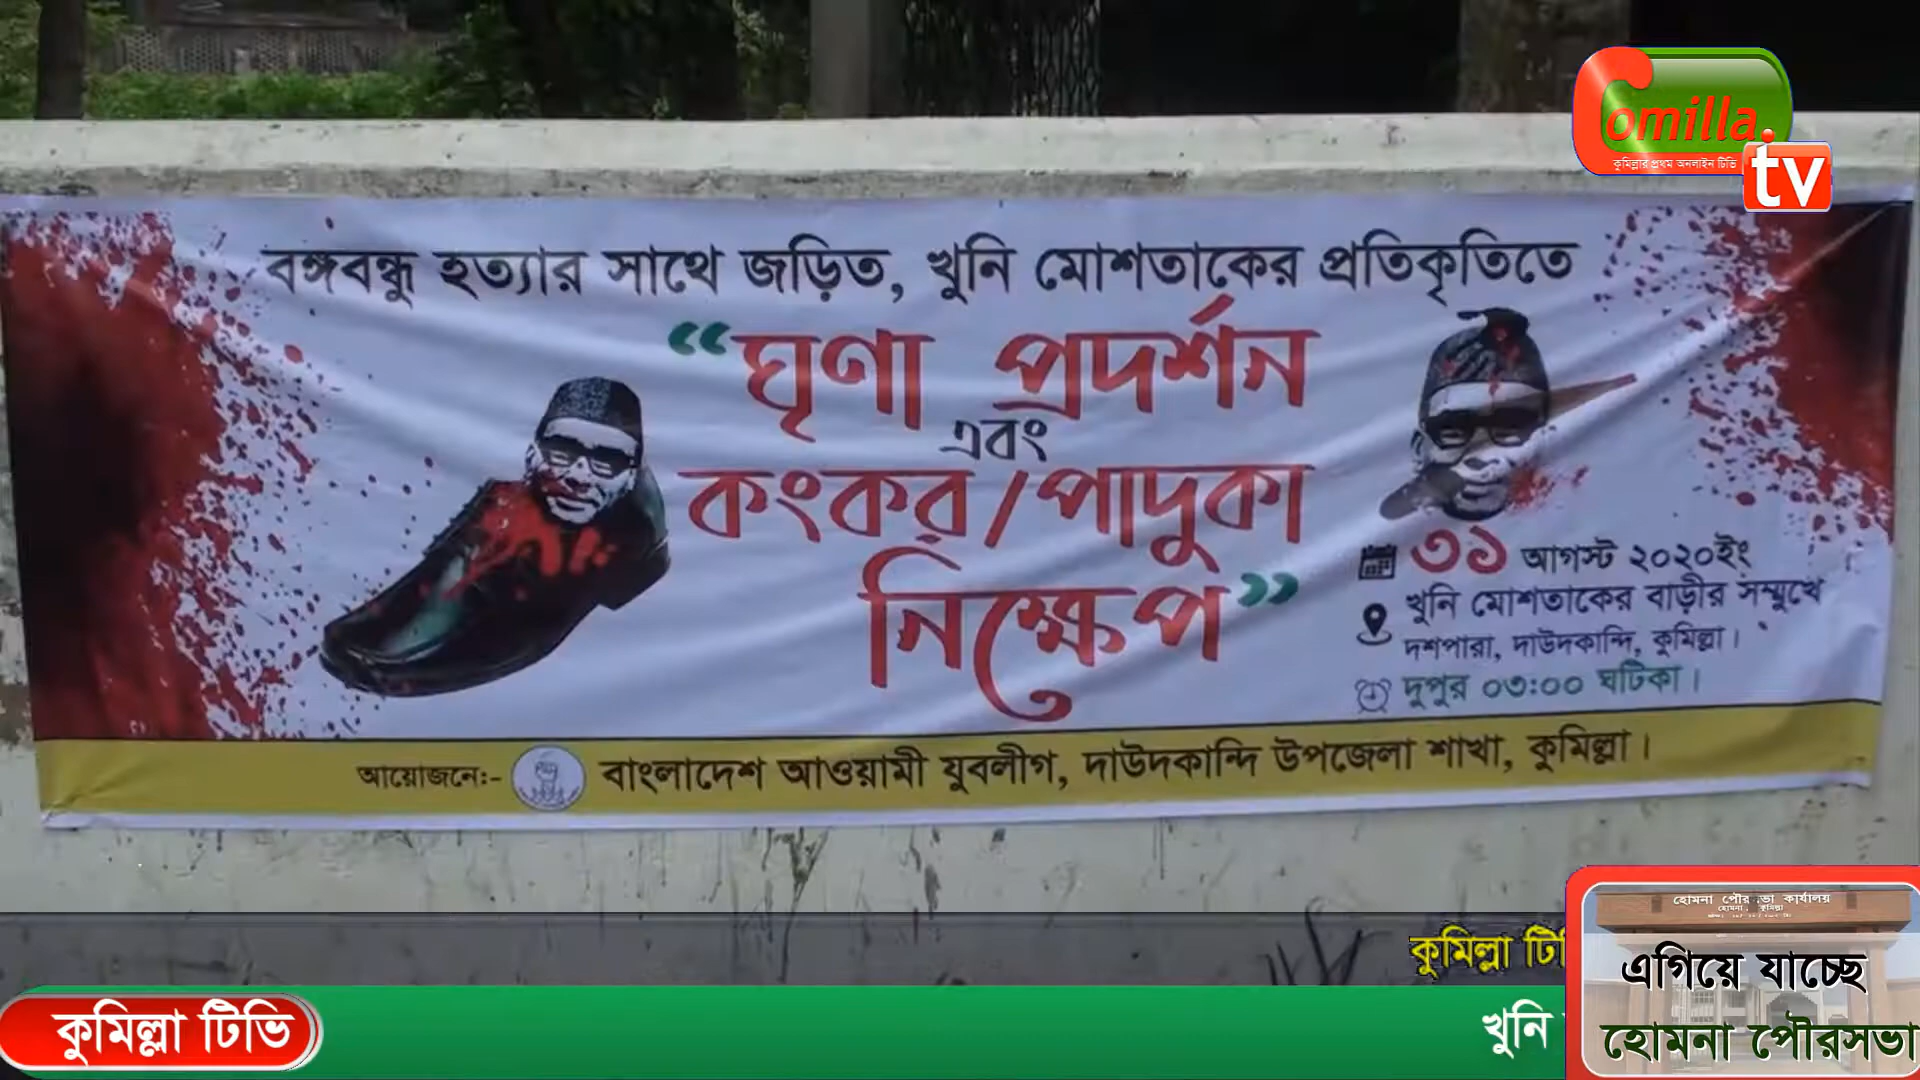 Comilla.
কুমিল্লার প্রথম অনলাইন টিভি
tv
বঙ্গবন্ধু হত্যার সাথে জড়িত, খুনি মোশতাকের প্রতিকৃতিতে
“ঘৃণা প্রদর্শন
এবং
কংকর/পাদুকা
নিক্ষেপ”
৩১ আগস্ট ২০২০ইং
খুনি মোশতাকের বাড়ীর সম্মুখে
দশপারা, দাউদকান্দি, কুমিল্লা।
দুপুর ০৩:০০ ঘটিকা।
আয়োজনে:- বাংলাদেশ আওয়ামী যুবলীগ, দাউদকান্দি উপজেলা শাখা, কুমিল্লা।
হোমনা পৌরসভা কার্যালয়
হোমনা, কুমিল্লা
কুমিল্লা টিভি
এগিয়ে যাচ্ছে
হোমনা পৌরসভা
কুমিল্লা টিভি
খুনি